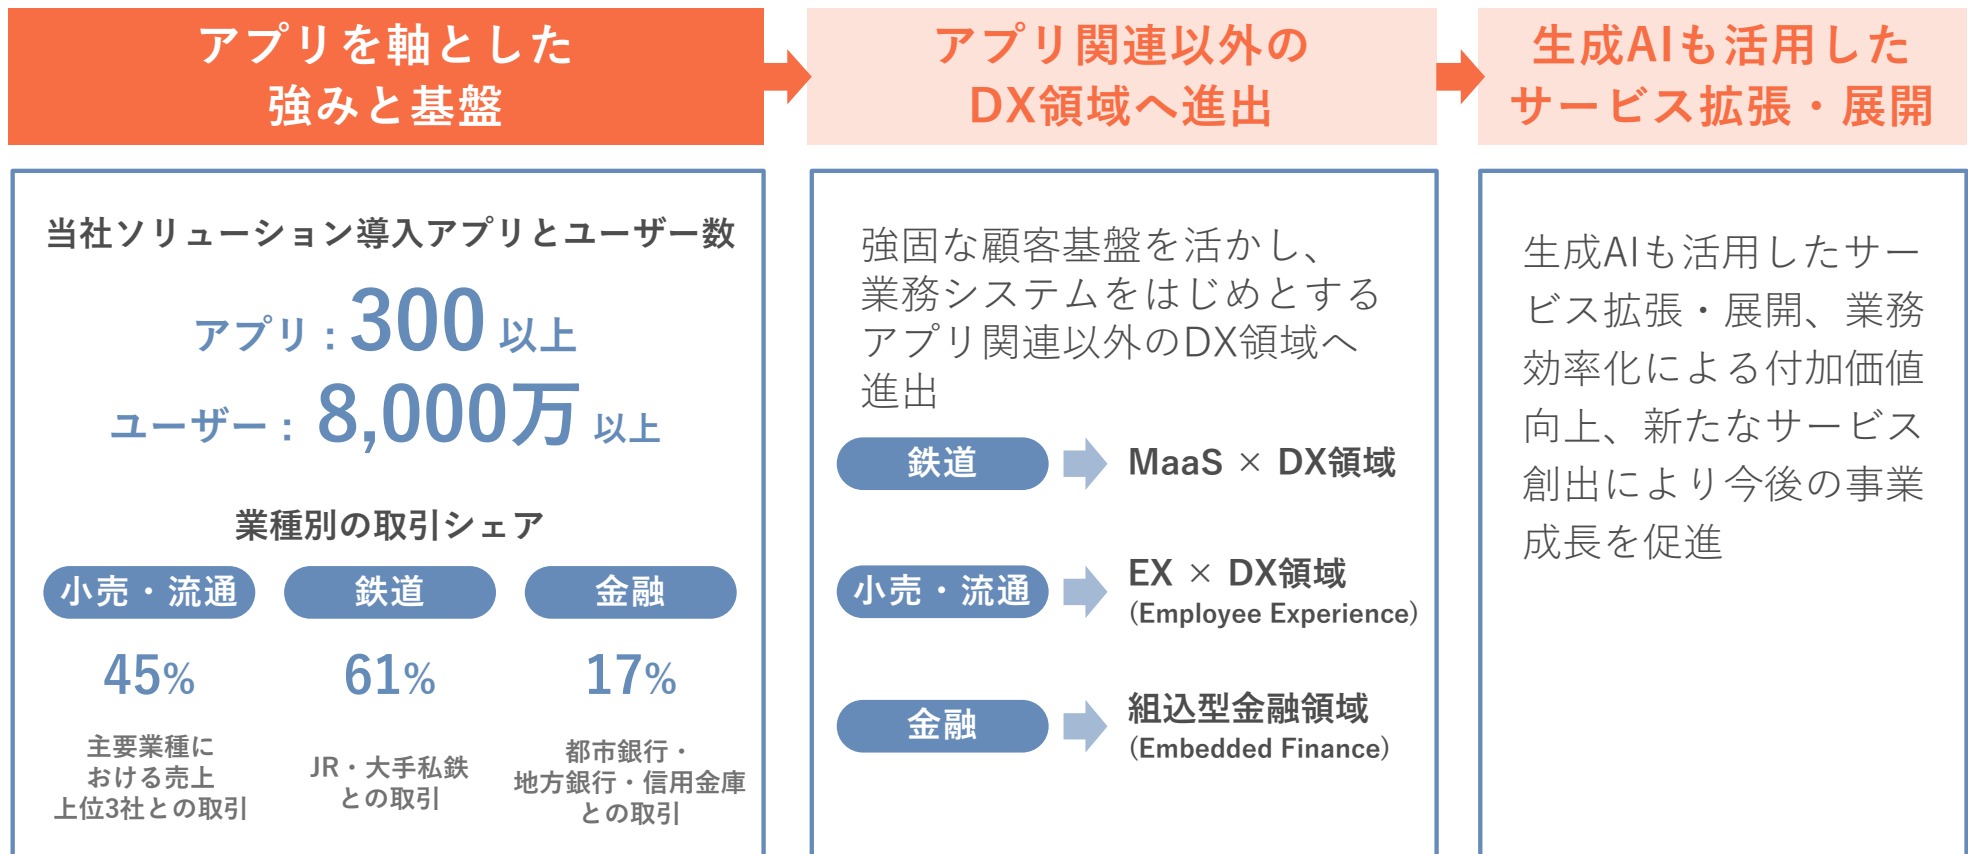 アプリを軸とした
強みと基盤
アプリ関連以外の
DX領域へ進出
生成AIも活用した
サービス拡張・展開
当社ソリューション導入アプリとユーザー数
アプリ：300 以上
ユーザー：8,000万 以上
業種別の取引シェア
小売・流通 鉄道 金融
45% 61% 17%
主要業種に
おける売上
上位3社との取引
JR・大手私鉄
との取引
都市銀行・
地方銀行・信用金庫
との取引
強固な顧客基盤を活かし、
業務システムをはじめとする
アプリ関連以外のDX領域へ
進出
鉄道 MaaS × DX領域
小売・流通 EX × DX領域
(Employee Experience)
金融 組込型金融領域
(Embedded Finance)
生成AIも活用したサー
ビス拡張・展開、業務
効率化による付加価値
向上、新たなサービス
創出により今後の事業
成長を促進